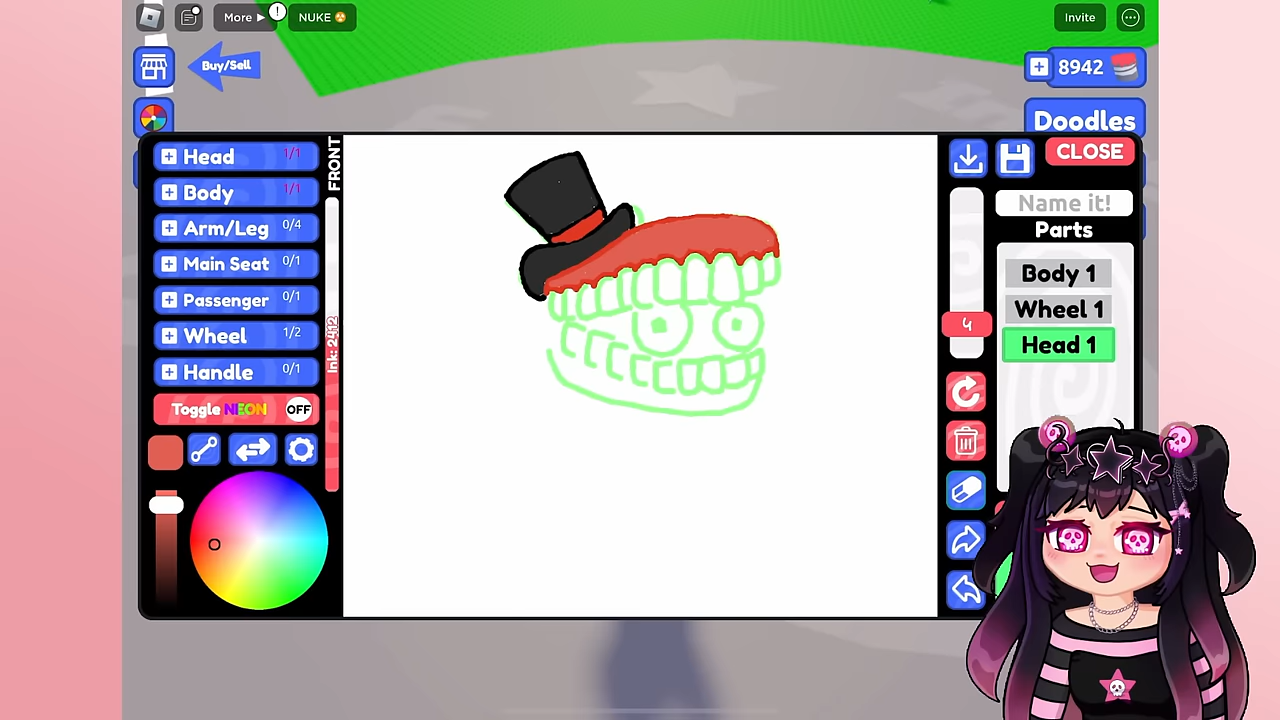 More ▶ !
NUKE ☢
Invite
Buy/Sell
8942
Doodles
CLOSE
Name it!
Parts
Body 1
Wheel 1
Head 1
4
FRONT
Ink: 2412
Head 1/1
Body 1/1
Arm/Leg 0/4
Main Seat 0/1
Passenger 0/1
Wheel 1/2
Handle 0/1
Toggle NEON OFF